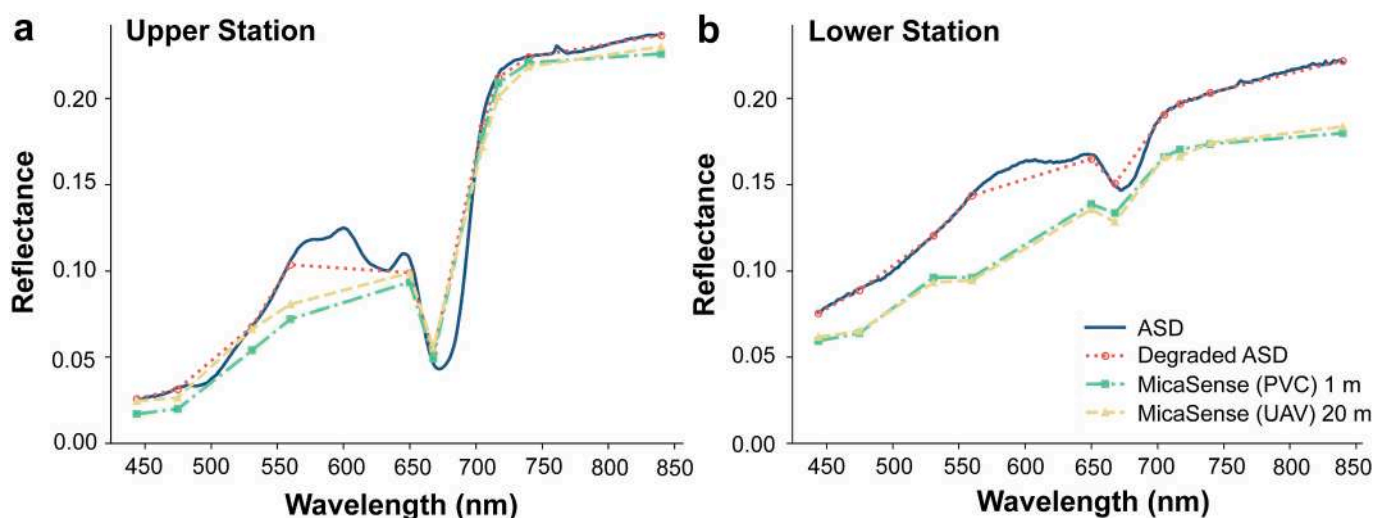 a Upper Station
b Lower Station
Reflectance
0.20
0.15
0.10
0.05
0.00
450 500 550 600 650 700 750 800 850
Wavelength (nm)
Reflectance
0.20
0.15
0.10
0.05
0.00
450 500 550 600 650 700 750 800 850
Wavelength (nm)
ASD
Degraded ASD
MicaSense (PVC) 1 m
MicaSense (UAV) 20 m